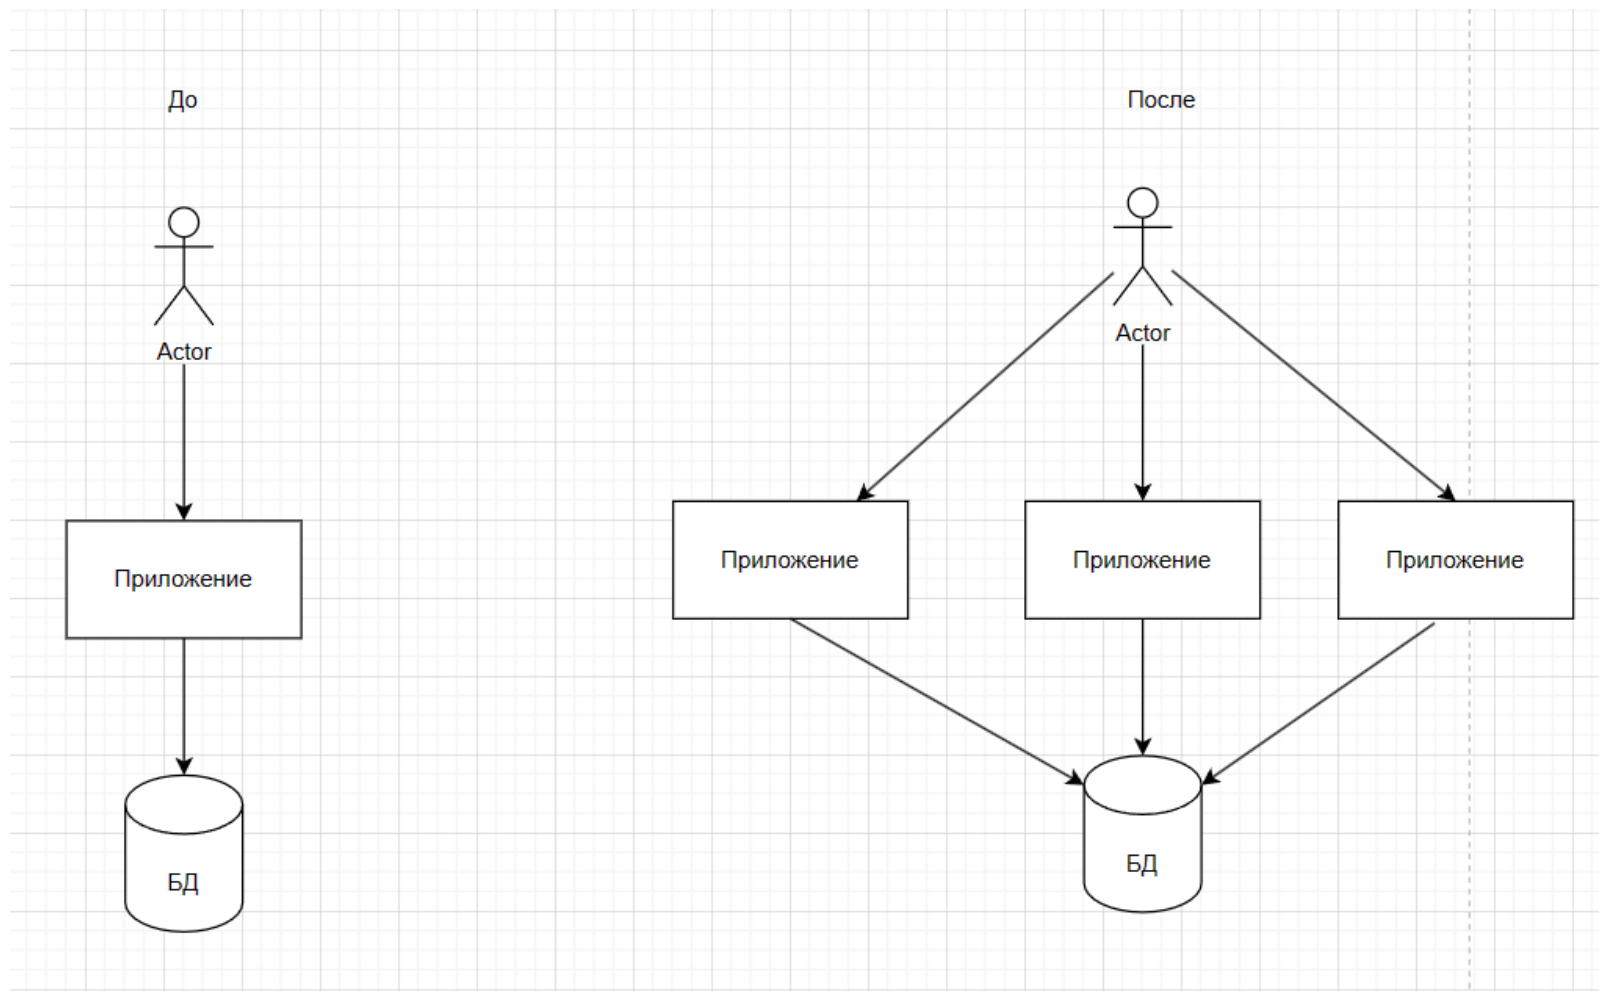 До
После
Actor
Actor
Приложение
Приложение
Приложение
Приложение
БД
БД